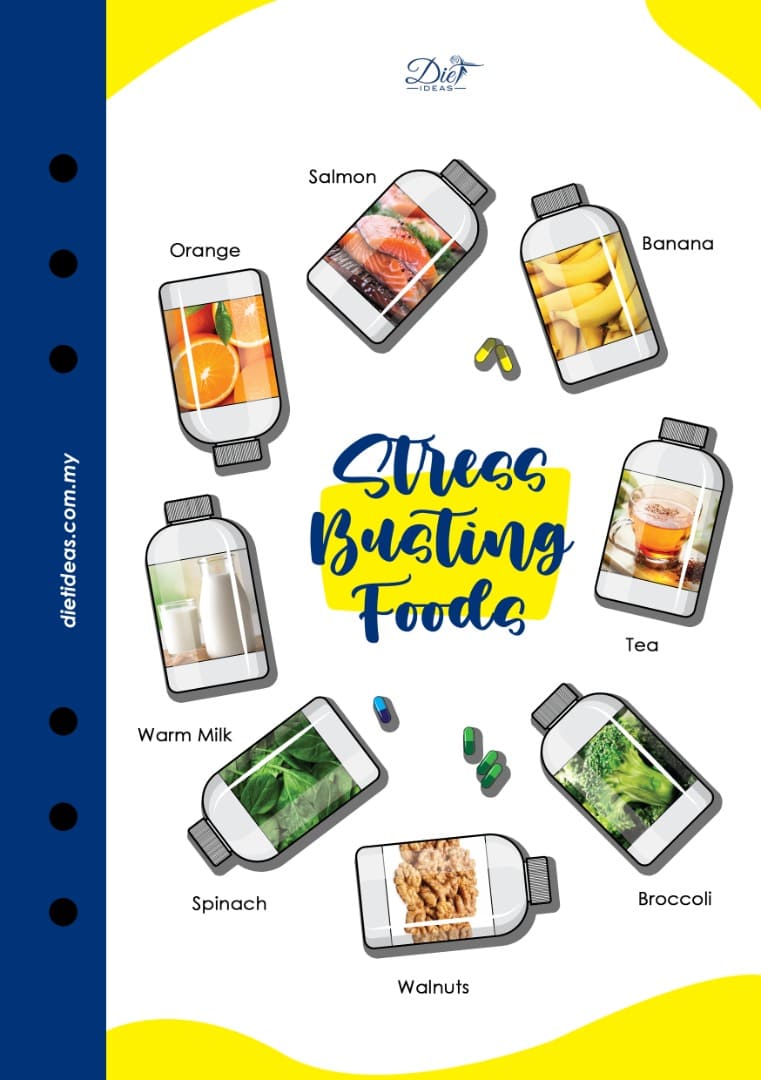 Diet
IDEAS
Salmon
Banana
Orange
Stress
Busting
Foods
dietideas.com.my
Tea
Warm Milk
Spinach
Broccoli
Walnuts